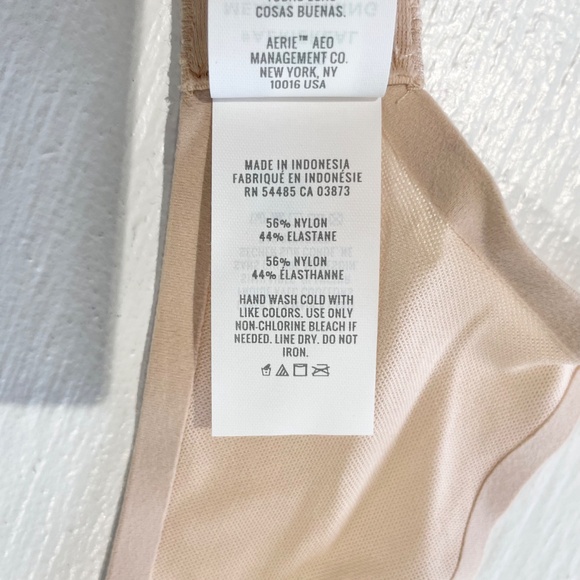 COSAS BUENAS.
AERIE™ AEO
MANAGEMENT CO.
NEW YORK, NY
10016 USA
MADE IN INDONESIA
FABRIQUÉ EN INDONÉSIE
RN 54485 CA 03873
56% NYLON
44% ELASTANE
56% NYLON
44% ÉLASTHANNE
HAND WASH COLD WITH
LIKE COLORS. USE ONLY
NON-CHLORINE BLEACH IF
NEEDED. LINE DRY. DO NOT
IRON.